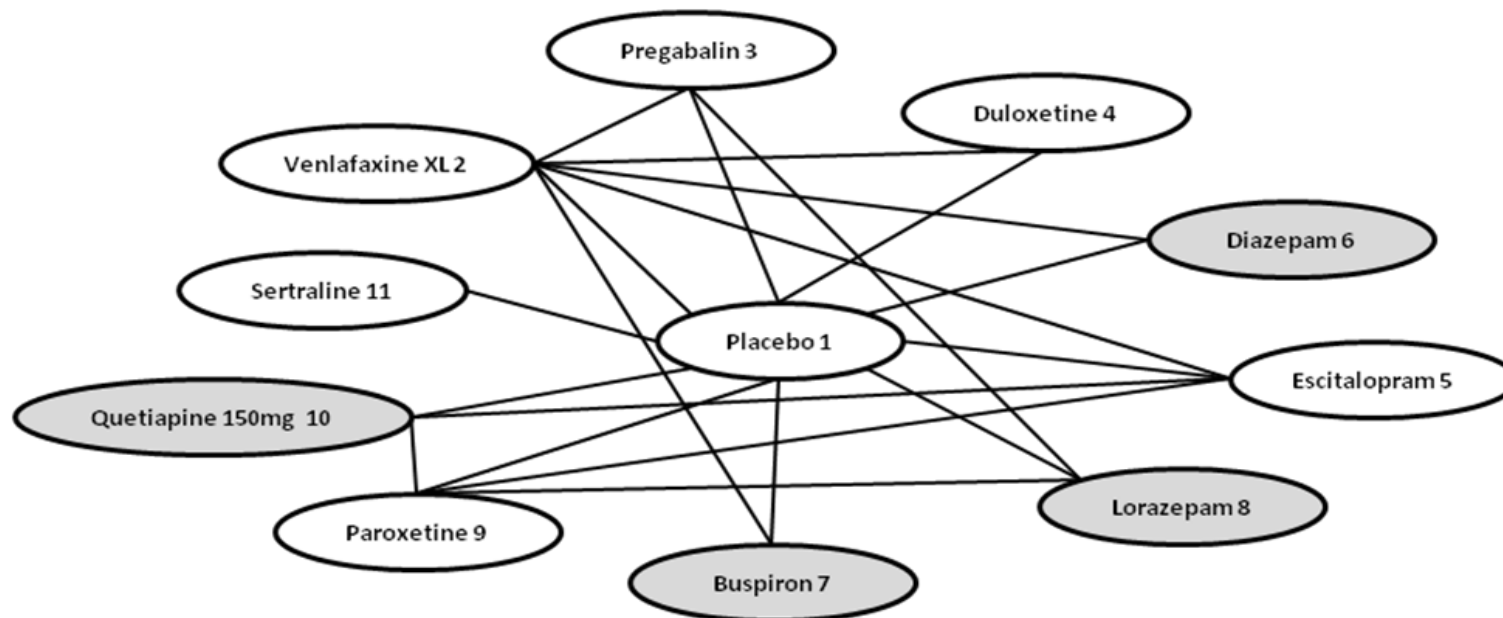 Pregabalin 3
Duloxetine 4
Venlafaxine XL 2
Diazepam 6
Sertraline 11
Placebo 1
Escitalopram 5
Quetiapine 150mg 10
Lorazepam 8
Paroxetine 9
Buspiron 7